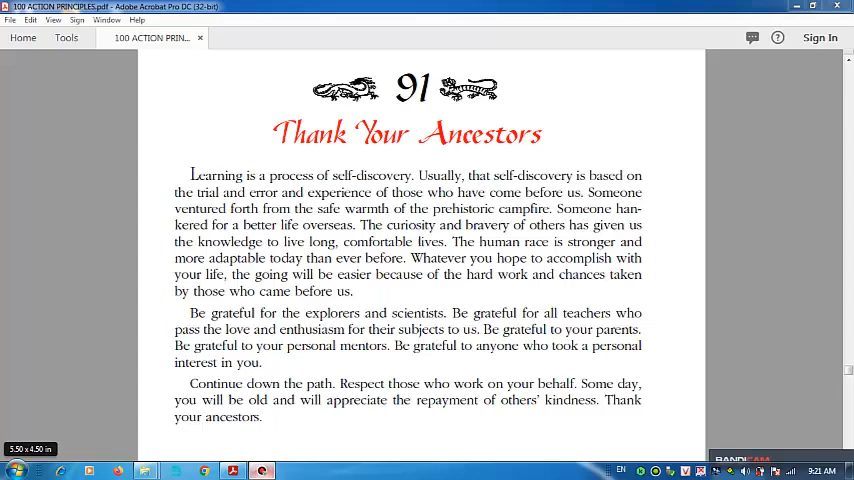 100 ACTION PRINCIPLES.pdf - Adobe Acrobat Pro DC (32-bit)
File Edit View Sign Window Help
Home Tools 100 ACTION PRIN... × Sign In
91
Thank Your Ancestors
Learning is a process of self-discovery. Usually, that self-discovery is based on
the trial and error and experience of those who have come before us. Someone
ventured forth from the safe warmth of the prehistoric campfire. Someone han-
kered for a better life overseas. The curiosity and bravery of others has given us
the knowledge to live long, comfortable lives. The human race is stronger and
more adaptable today than ever before. Whatever you hope to accomplish with
your life, the going will be easier because of the hard work and chances taken
by those who came before us.
Be grateful for the explorers and scientists. Be grateful for all teachers who
pass the love and enthusiasm for their subjects to us. Be grateful to your parents.
Be grateful to your personal mentors. Be grateful to anyone who took a personal
interest in you.
Continue down the path. Respect those who work on your behalf. Some day,
you will be old and will appreciate the repayment of others' kindness. Thank
your ancestors.
5.50 x 4.50 in
BANDICAM
EN 9:21 AM